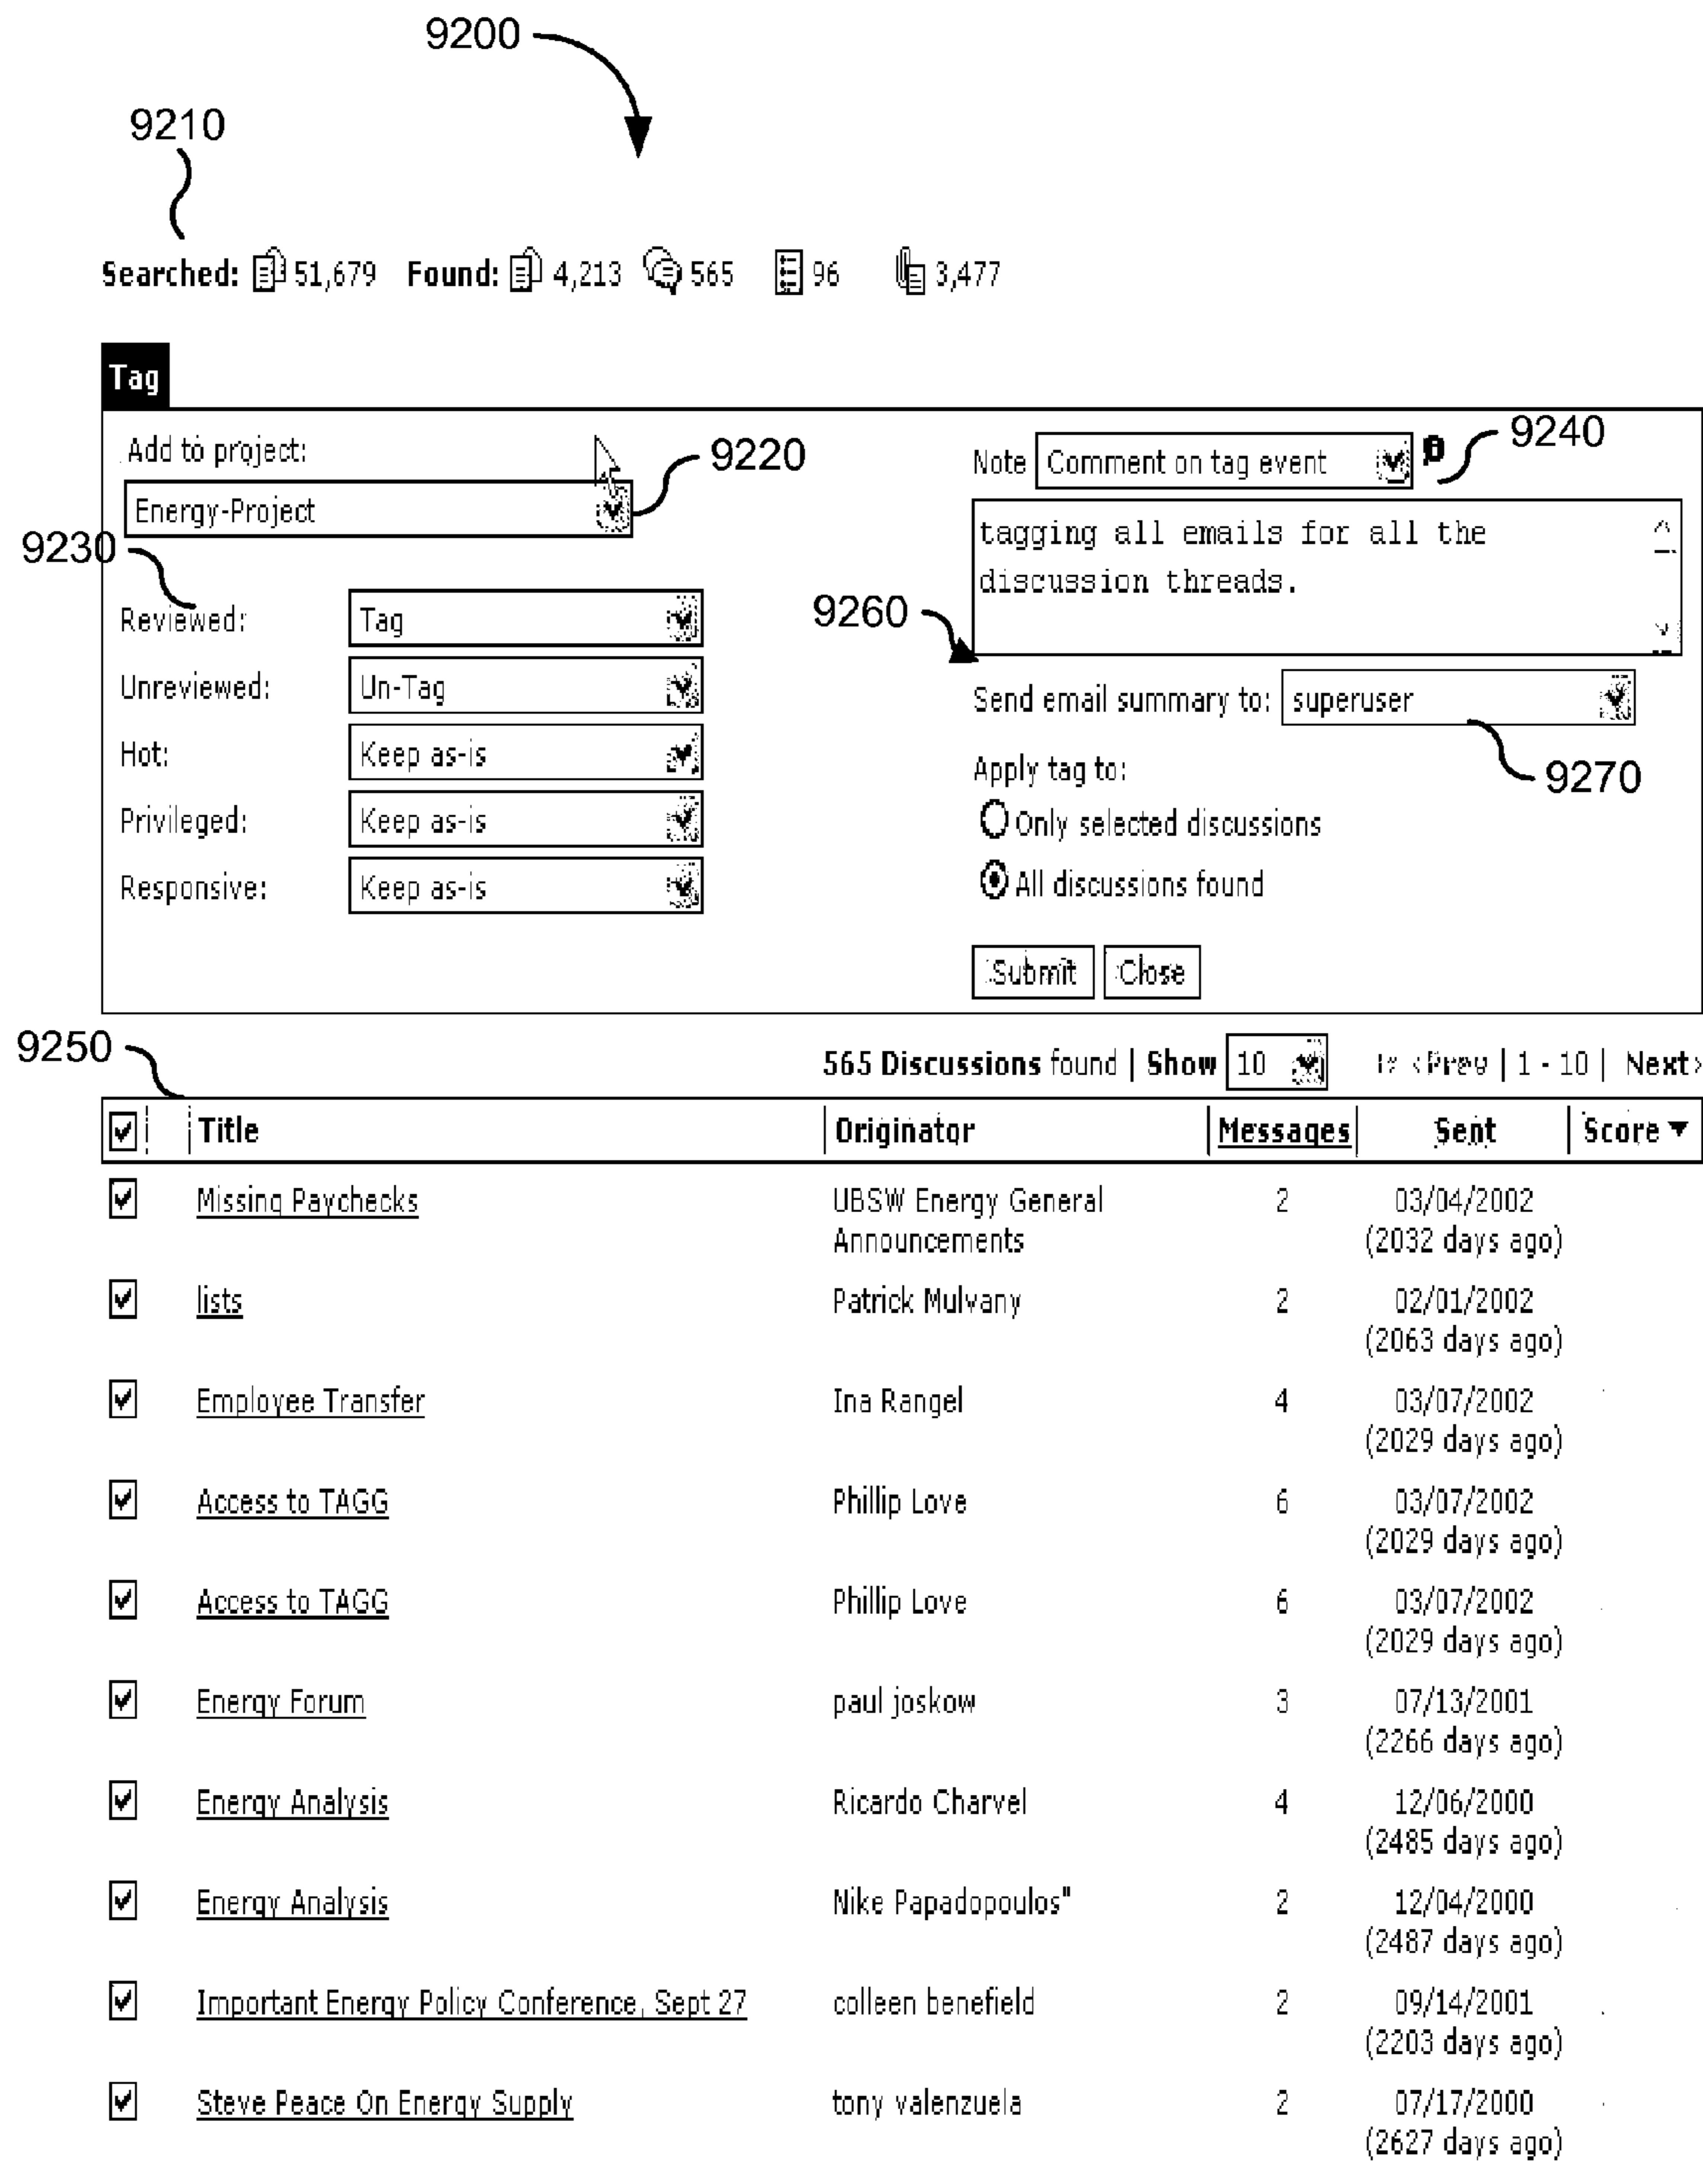 9200
9210
Searched: 51,679 Found: 4,213 565 96 3,477
Tag
Add to project:
9220
Energy-Project
9230
Reviewed: Tag
Unreviewed: Un-Tag
Hot: Keep as-is
Privileged: Keep as-is
Responsive: Keep as-is
Note Comment on tag event
9240
tagging all emails for all the
discussion threads.
9260
Send email summary to: superuser
9270
Apply tag to:
Only selected discussions
All discussions found
Submit Close
9250
565 Discussions found | Show 10 <Prev | 1 - 10 | Next>
Title Originator Messages Sent Score
Missing Paychecks UBSW Energy General 2 03/04/2002
Announcements (2032 days ago)
lists Patrick Mulvany 2 02/01/2002
(2063 days ago)
Employee Transfer Ina Rangel 4 03/07/2002
(2029 days ago)
Access to TAGG Phillip Love 6 03/07/2002
(2029 days ago)
Access to TAGG Phillip Love 6 03/07/2002
(2029 days ago)
Energy Forum paul joskow 3 07/13/2001
(2266 days ago)
Energy Analysis Ricardo Charvel 4 12/06/2000
(2485 days ago)
Energy Analysis Nike Papadopoulos" 2 12/04/2000
(2487 days ago)
Important Energy Policy Conference, Sept 27 colleen benefield 2 09/14/2001
(2203 days ago)
Steve Peace On Energy Supply tony valenzuela 2 07/17/2000
(2627 days ago)